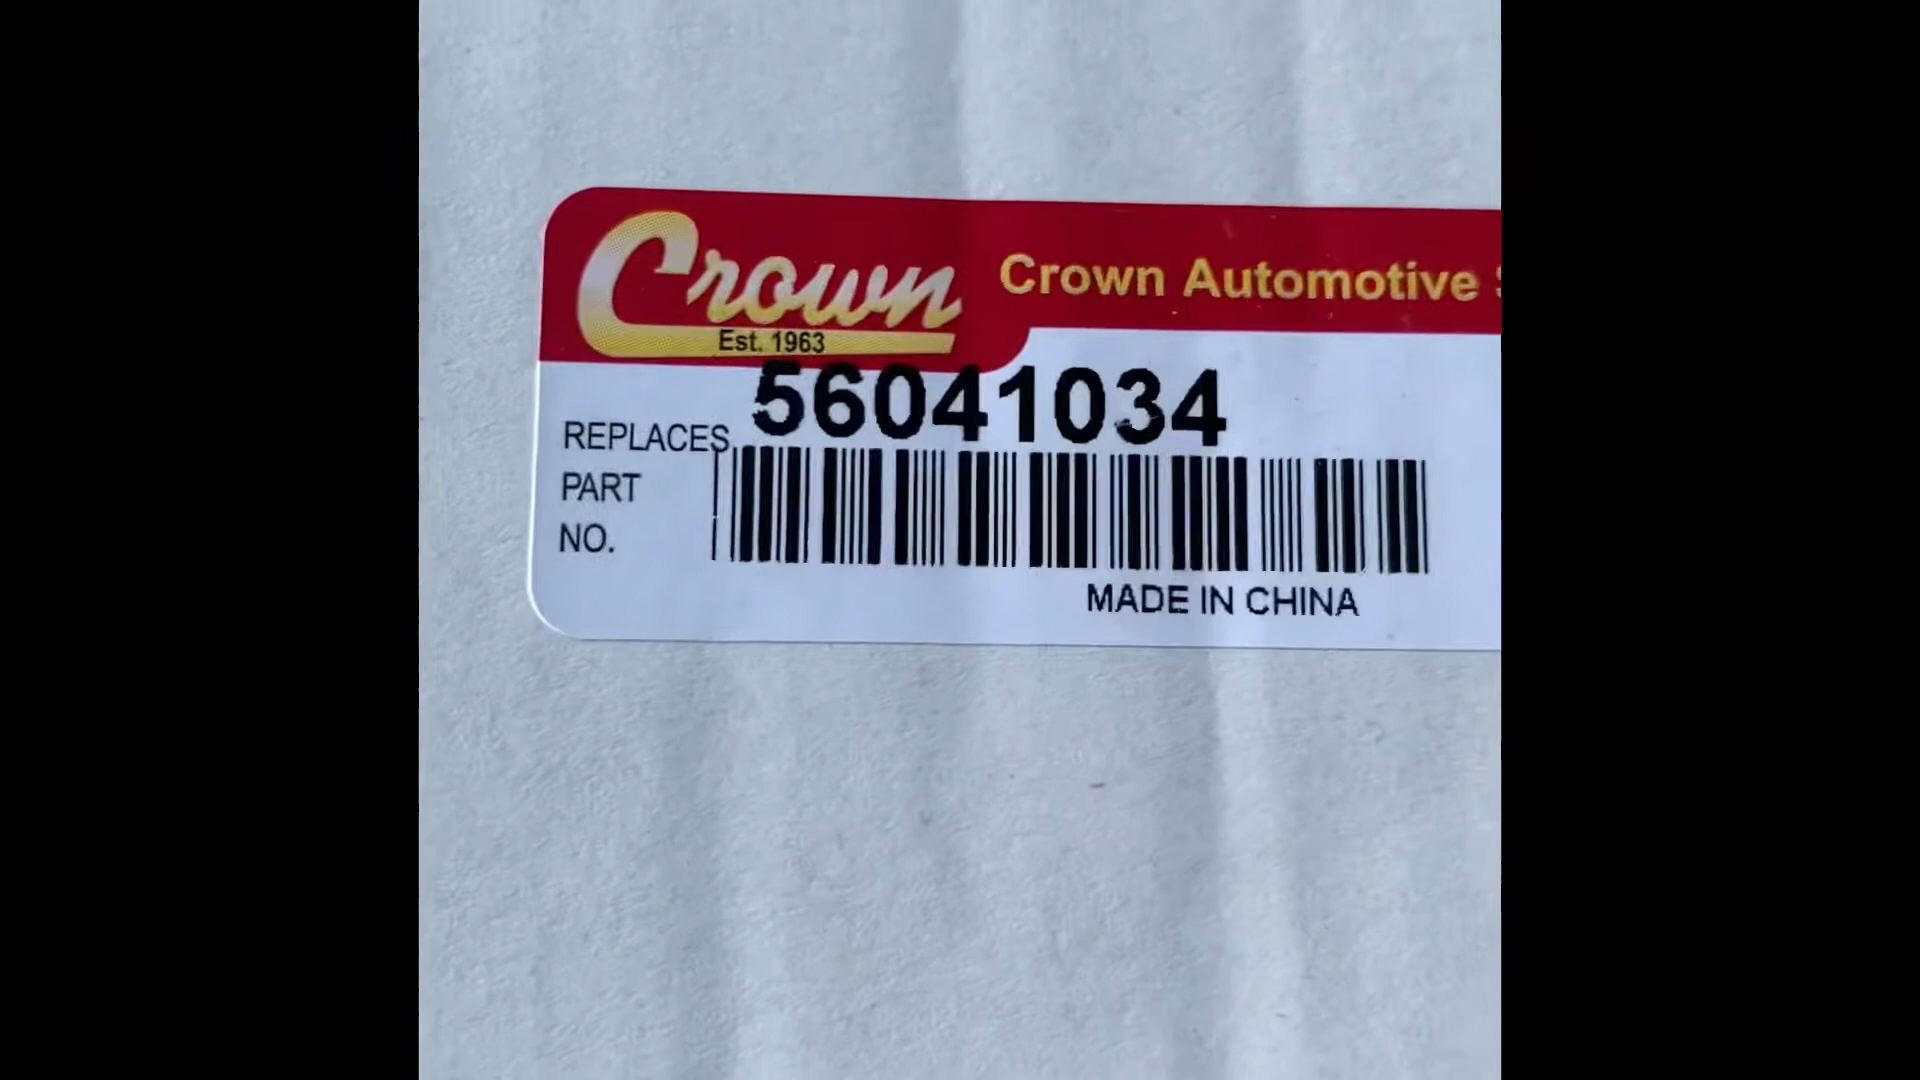 Crown
Est. 1963
Crown Automotive
56041034
REPLACES
PART
NO.
MADE IN CHINA